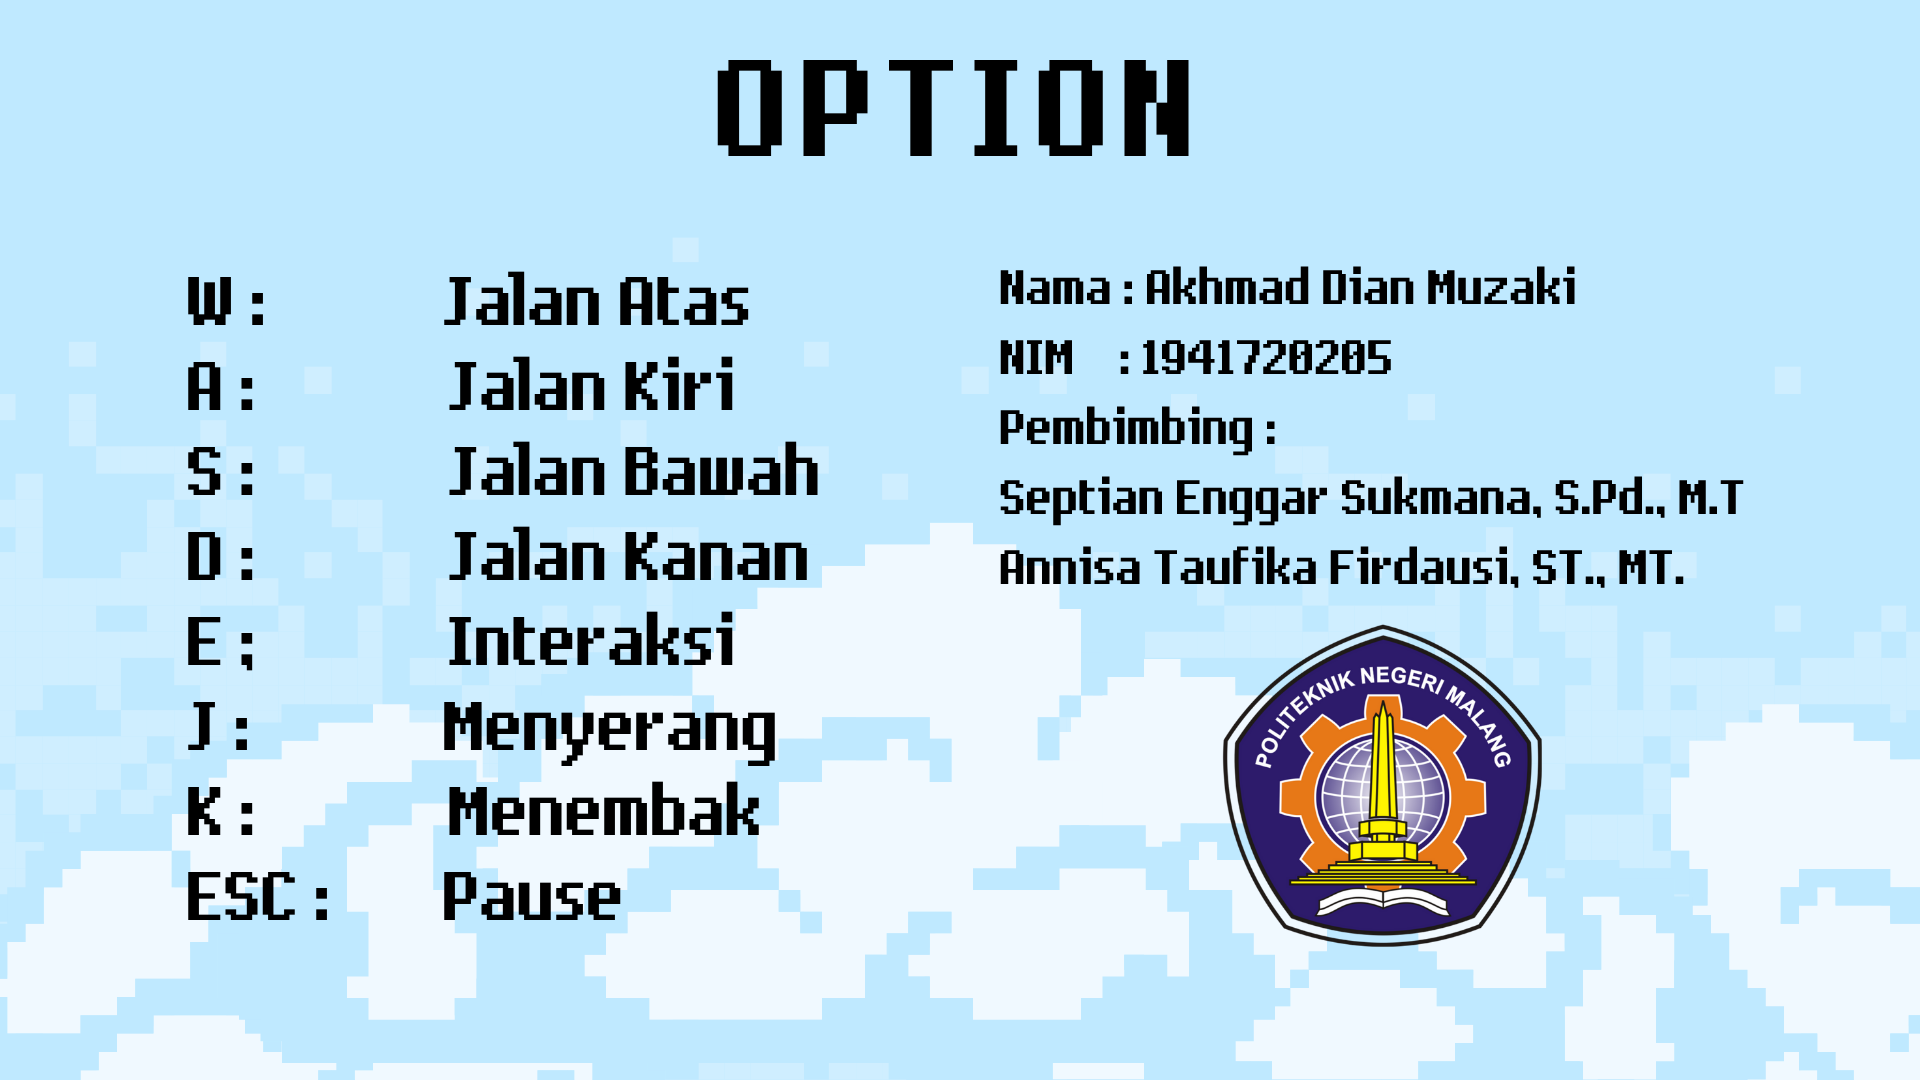 OPTION
W : Jalan Atas
A : Jalan Kiri
S : Jalan Bawah
D : Jalan Kanan
E ; Interaksi
J : Menyerang
K : Menembak
ESC : Pause
Nama : Akhmad Dian Muzaki
NIM : 1941720205
Pembimbing :
Septian Enggar Sukmana, S.Pd., M.T
Annisa Taufika Firdausi, ST., MT.
POLITEKNIK NEGERI MALANG